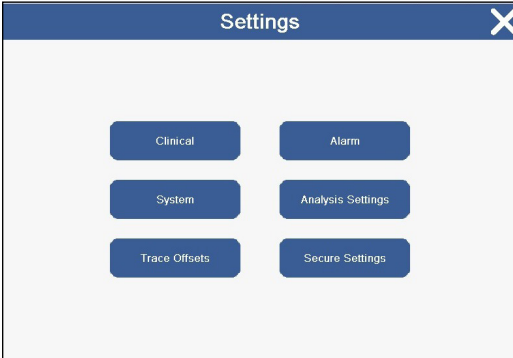 Settings
Clinical
Alarm
System
Analysis Settings
Trace Offsets
Secure Settings